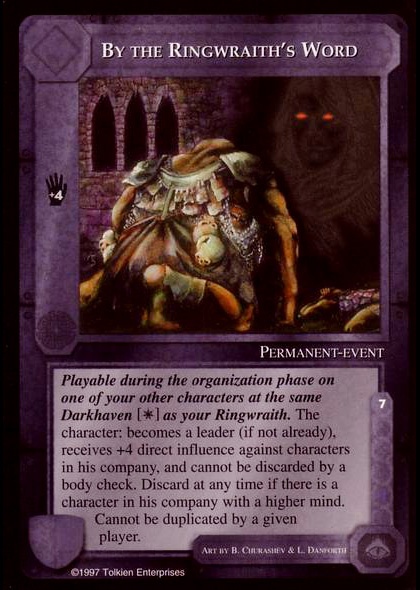 By the Ringwraith's Word
+4
Permanent-event
Playable during the organization phase on
one of your other characters at the same
Darkhaven [✶] as your Ringwraith. The
character: becomes a leader (if not already),
receives +4 direct influence against characters
in his company, and cannot be discarded by a
body check. Discard at any time if there is a
character in his company with a higher mind.
Cannot be duplicated by a given
player.
7
Art by B. Churashev & L. Danforth
©1997 Tolkien Enterprises